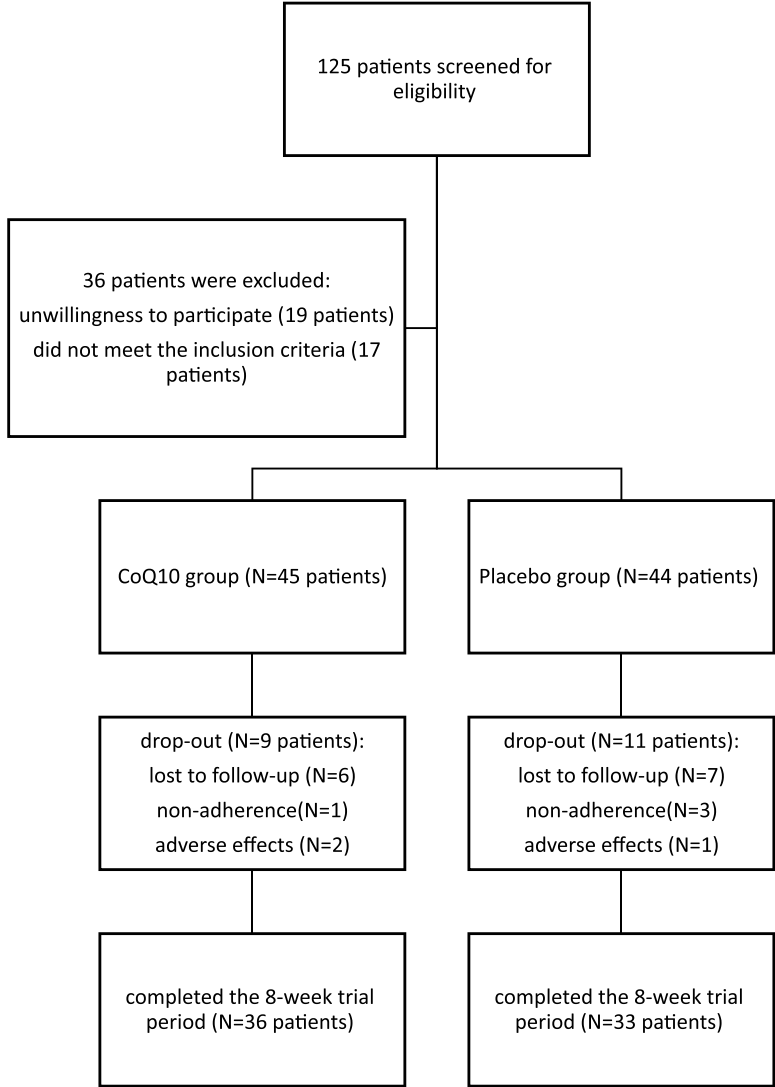 125 patients screened for
eligibility
36 patients were excluded:
unwillingness to participate (19 patients)
did not meet the inclusion criteria (17
patients)
CoQ10 group (N=45 patients)
Placebo group (N=44 patients)
drop-out (N=9 patients):
lost to follow-up (N=6)
non-adherence(N=1)
adverse effects (N=2)
drop-out (N=11 patients):
lost to follow-up (N=7)
non-adherence(N=3)
adverse effects (N=1)
completed the 8-week trial
period (N=36 patients)
completed the 8-week trial
period (N=33 patients)